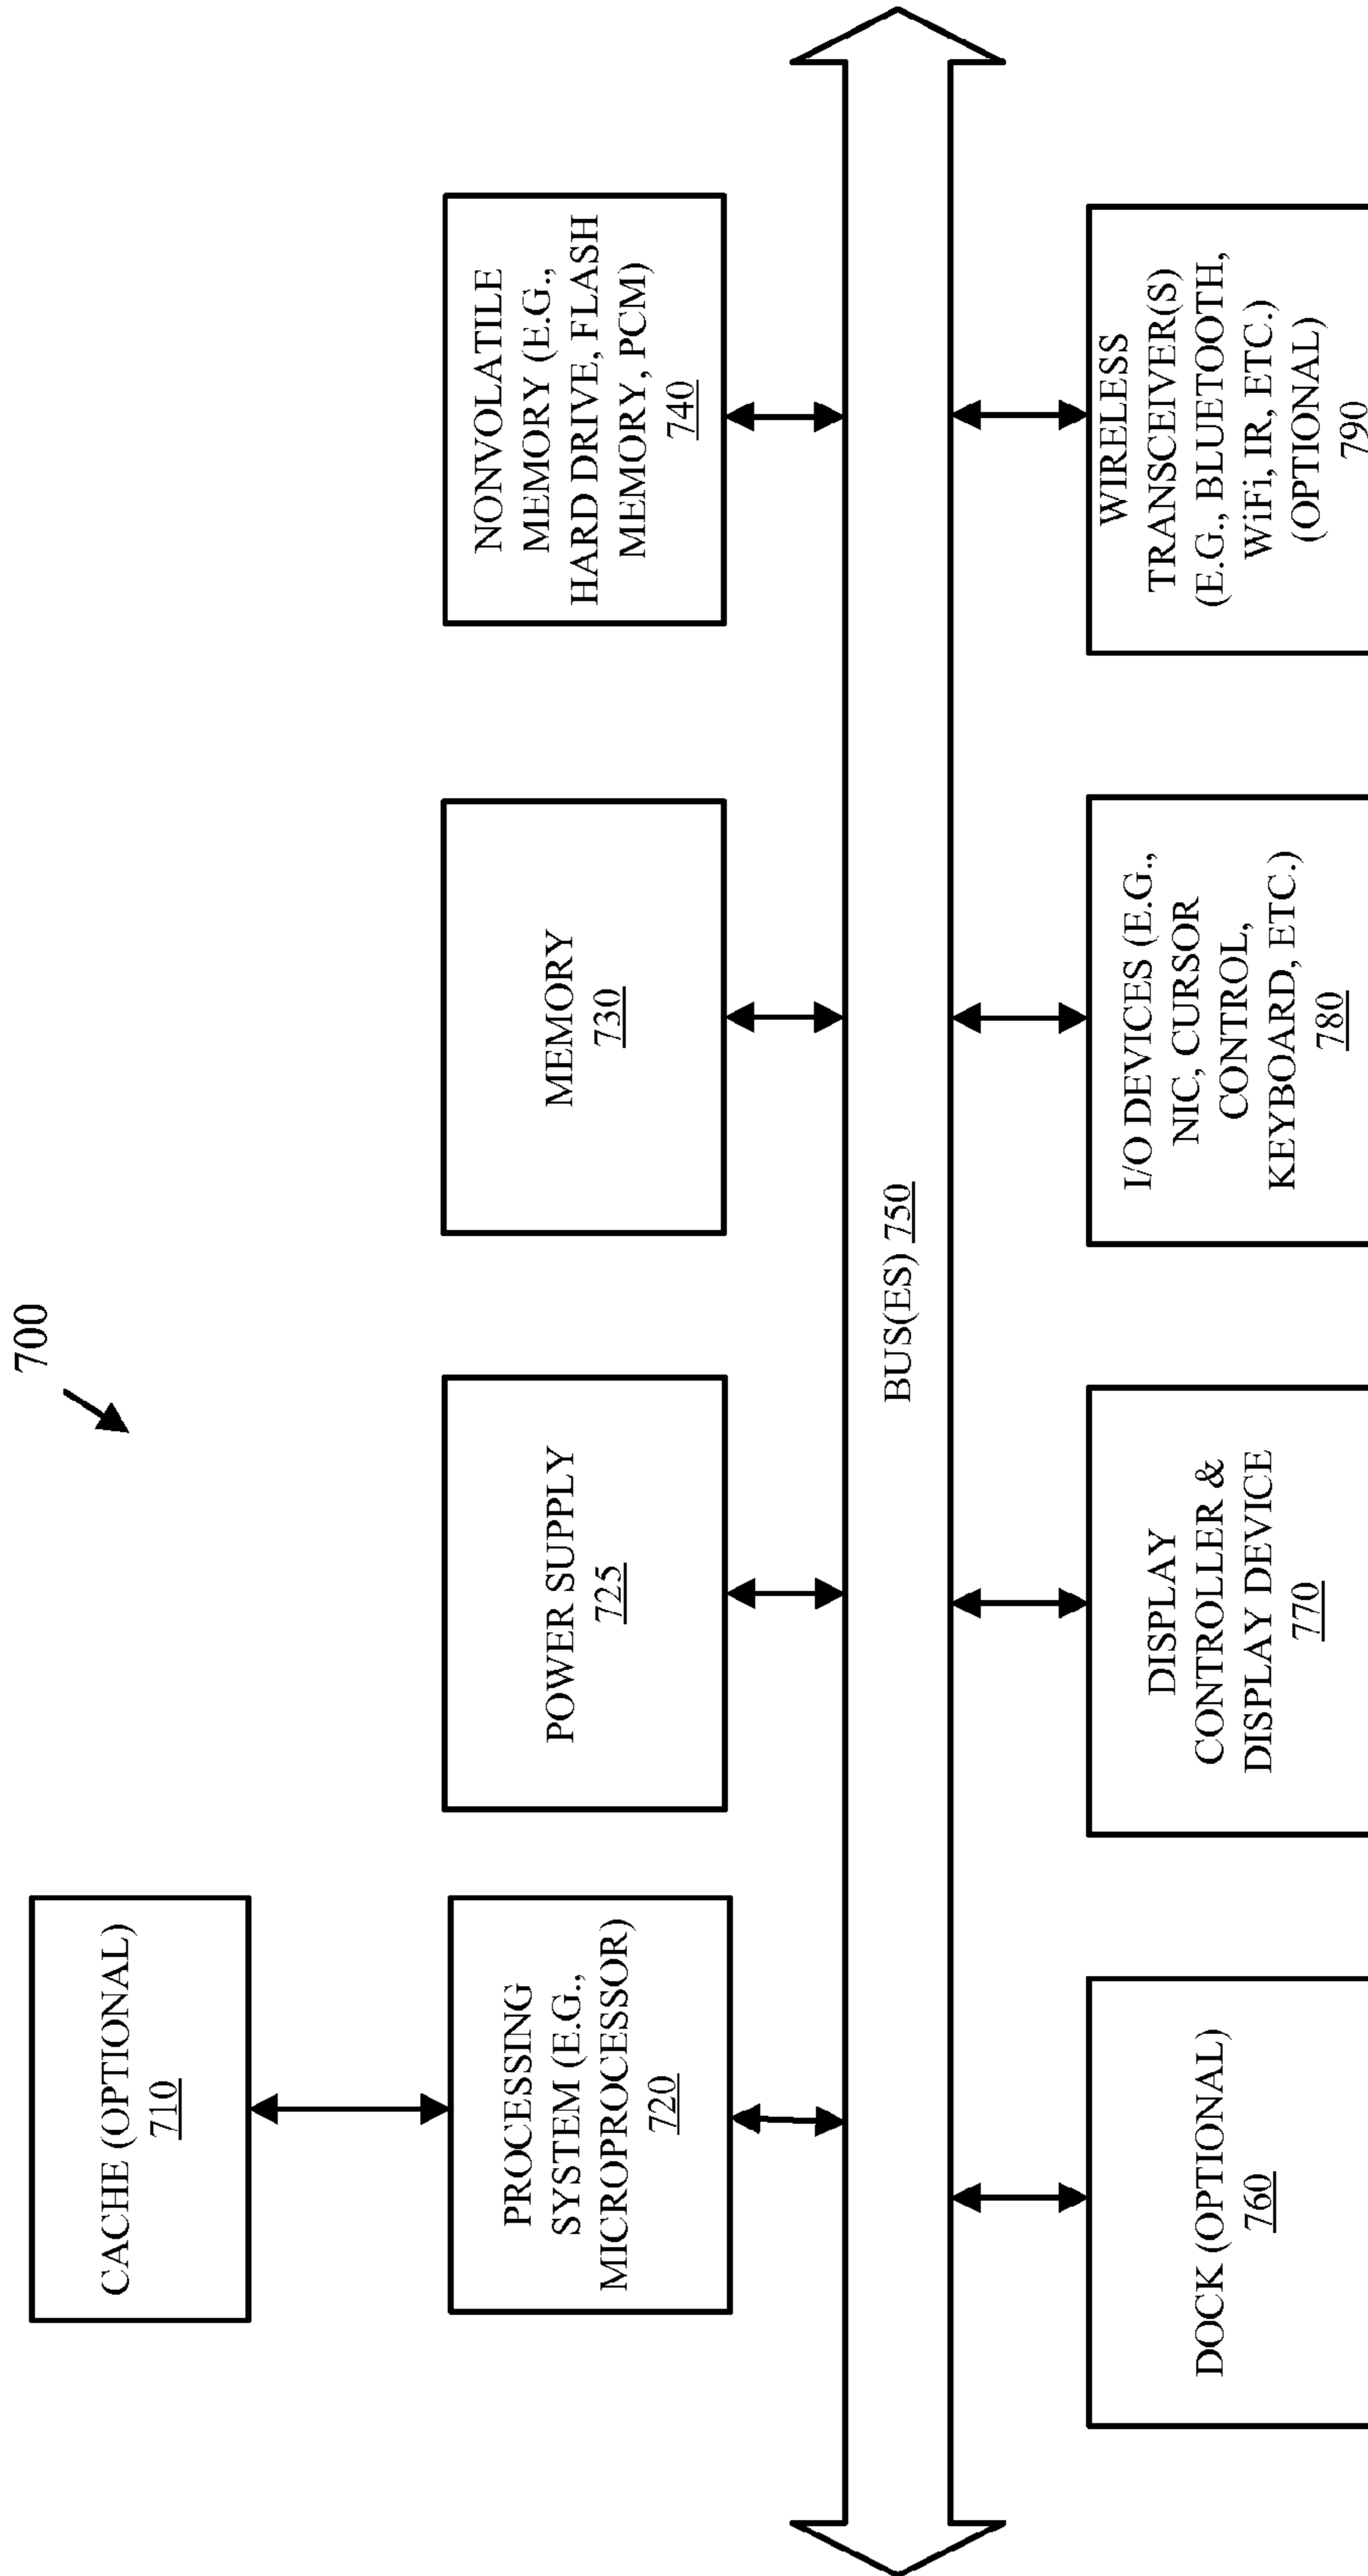 700
CACHE (OPTIONAL)
710
PROCESSING
SYSTEM (E.G.,
MICROPROCESSOR)
720
POWER SUPPLY
725
MEMORY
730
NONVOLATILE
MEMORY (E.G.,
HARD DRIVE, FLASH
MEMORY, PCM)
740
BUS(ES) 750
DOCK (OPTIONAL)
760
DISPLAY
CONTROLLER &
DISPLAY DEVICE
770
I/O DEVICES (E.G.,
NIC, CURSOR
CONTROL,
KEYBOARD, ETC.)
780
WIRELESS
TRANSCEIVER(S)
(E.G., BLUETOOTH,
WiFi, IR, ETC.)
(OPTIONAL)
790